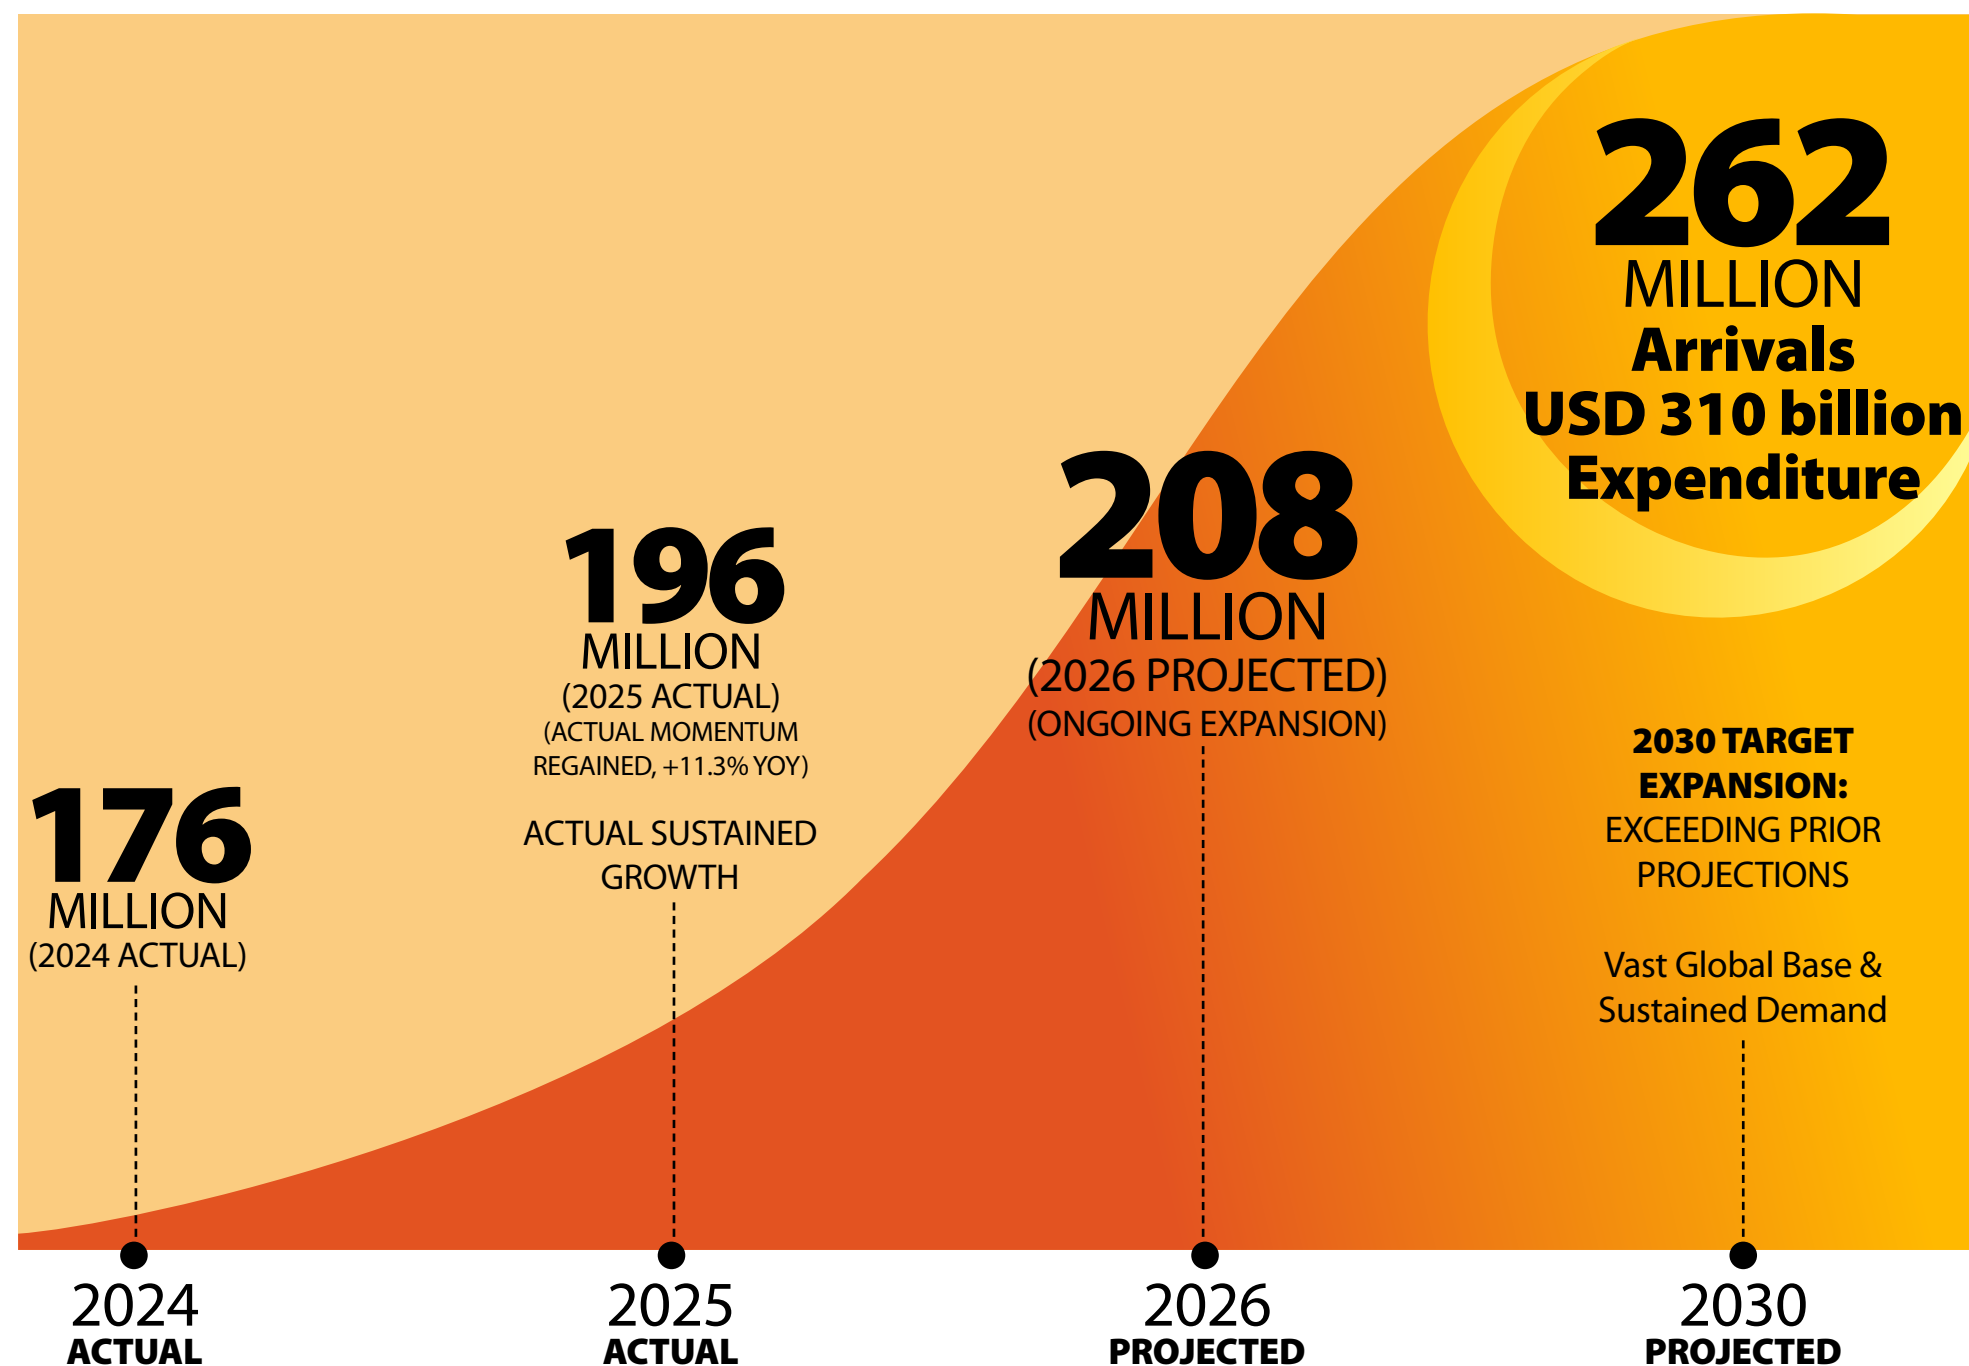 176
MILLION
(2024 ACTUAL)
196
MILLION
(2025 ACTUAL)
(ACTUAL MOMENTUM
REGAINED, +11.3% YOY)
ACTUAL SUSTAINED
GROWTH
208
MILLION
(2026 PROJECTED)
(ONGOING EXPANSION)
262
MILLION
Arrivals
USD 310 billion
Expenditure
2030 TARGET
EXPANSION:
EXCEEDING PRIOR
PROJECTIONS
Vast Global Base &
Sustained Demand
2024
ACTUAL
2025
ACTUAL
2026
PROJECTED
2030
PROJECTED